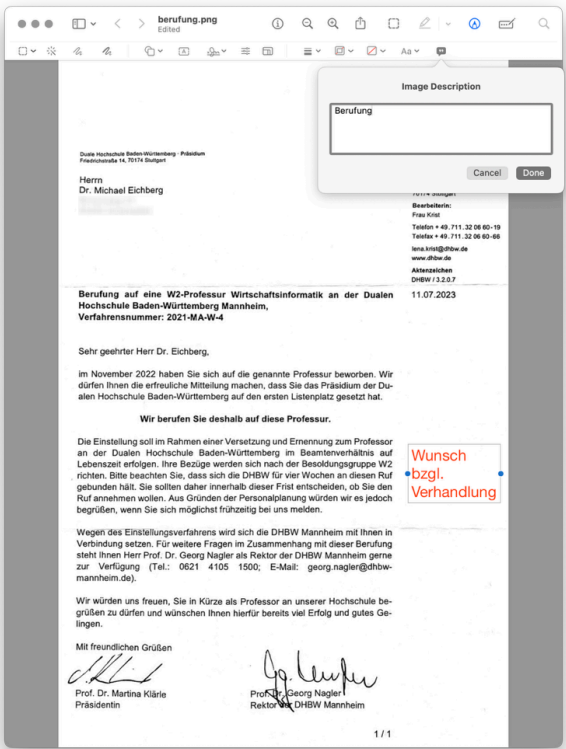 berufung.png
Edited
Aa
Image Description
Berufung
Cancel
Done
Duale Hochschule Baden-Württemberg · Präsidium
Friedrichstraße 14, 70174 Stuttgart
Herrn
Dr. Michael Eichberg
70174 Stuttgart
Bearbeiterin:
Frau Krist
Telefon + 49.711.32 06 60-19
Telefax + 49.711.32 06 60-66
lena.krist@dhbw.de
www.dhbw.de
Aktenzeichen
DHBW / 3.2.0.7
11.07.2023
Berufung auf eine W2-Professur Wirtschaftsinformatik an der Dualen
Hochschule Baden-Württemberg Mannheim,
Verfahrensnummer: 2021-MA-W-4
Sehr geehrter Herr Dr. Eichberg,
im November 2022 haben Sie sich auf die genannte Professur beworben. Wir
dürfen Ihnen die erfreuliche Mitteilung machen, dass Sie das Präsidium der Du-
alen Hochschule Baden-Württemberg auf den ersten Listenplatz gesetzt hat.
Wir berufen Sie deshalb auf diese Professur.
Die Einstellung soll im Rahmen einer Versetzung und Ernennung zum Professor
an der Dualen Hochschule Baden-Württemberg im Beamtenverhältnis auf
Lebenszeit erfolgen. Ihre Bezüge werden sich nach der Besoldungsgruppe W2
richten. Bitte beachten Sie, dass sich die DHBW für vier Wochen an diesen Ruf
gebunden hält. Sie sollten daher innerhalb dieser Frist entscheiden, ob Sie den
Ruf annehmen wollen. Aus Gründen der Personalplanung würden wir es jedoch
begrüßen, wenn Sie sich möglichst frühzeitig bei uns melden.
Wunsch
bzgl.
Verhandlung
Wegen des Einstellungsverfahrens wird sich die DHBW Mannheim mit Ihnen in
Verbindung setzen. Für weitere Fragen im Zusammenhang mit dieser Berufung
steht Ihnen Herr Prof. Dr. Georg Nagler als Rektor der DHBW Mannheim gerne
zur Verfügung (Tel.: 0621 4105 1500; E-Mail: georg.nagler@dhbw-
mannheim.de).
Wir würden uns freuen, Sie in Kürze als Professor an unserer Hochschule be-
grüßen zu dürfen und wünschen Ihnen hierfür bereits viel Erfolg und gutes Ge-
lingen.
Mit freundlichen Grüßen
Prof. Dr. Martina Klärle
Präsidentin
Prof. Dr. Georg Nagler
Rektor der DHBW Mannheim
1/1